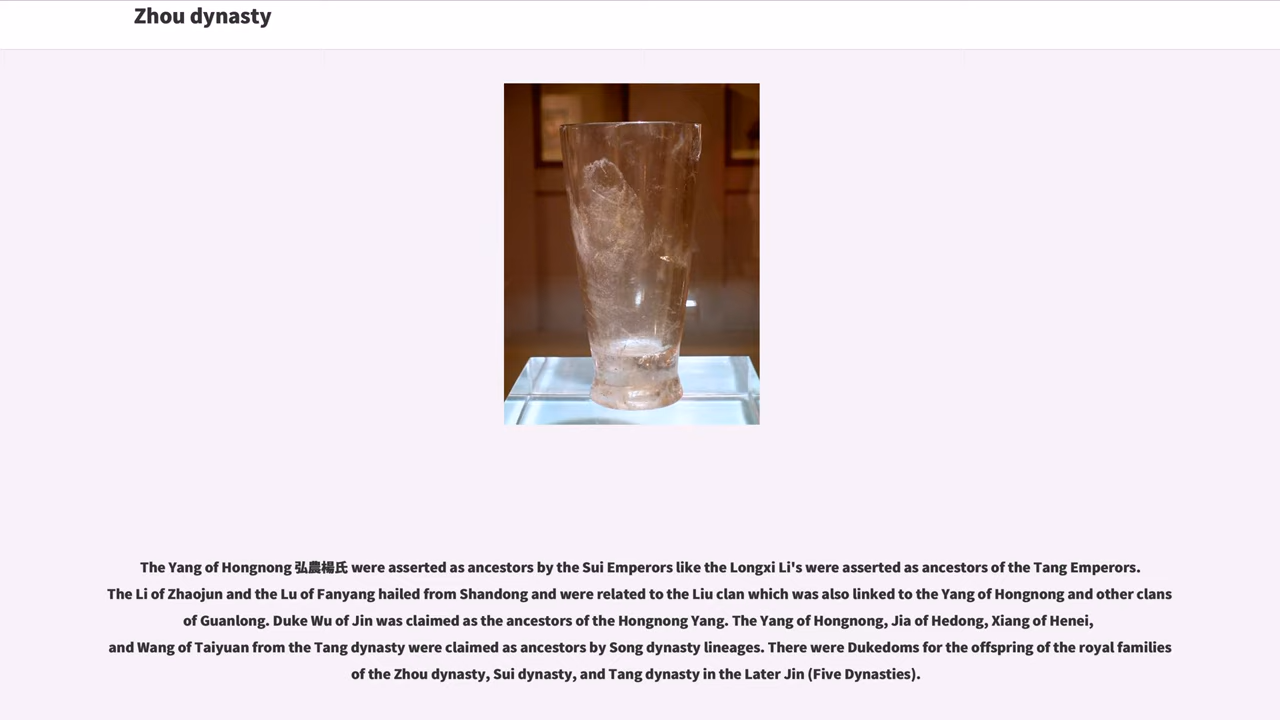 Zhou dynasty
The Yang of Hongnong 弘農楊氏 were asserted as ancestors by the Sui Emperors like the Longxi Li's were asserted as ancestors of the Tang Emperors.
The Li of Zhaojun and the Lu of Fanyang hailed from Shandong and were related to the Liu clan which was also linked to the Yang of Hongnong and other clans
of Guanlong. Duke Wu of Jin was claimed as the ancestors of the Hongnong Yang. The Yang of Hongnong, Jia of Hedong, Xiang of Henei,
and Wang of Taiyuan from the Tang dynasty were claimed as ancestors by Song dynasty lineages. There were Dukedoms for the offspring of the royal families
of the Zhou dynasty, Sui dynasty, and Tang dynasty in the Later Jin (Five Dynasties).